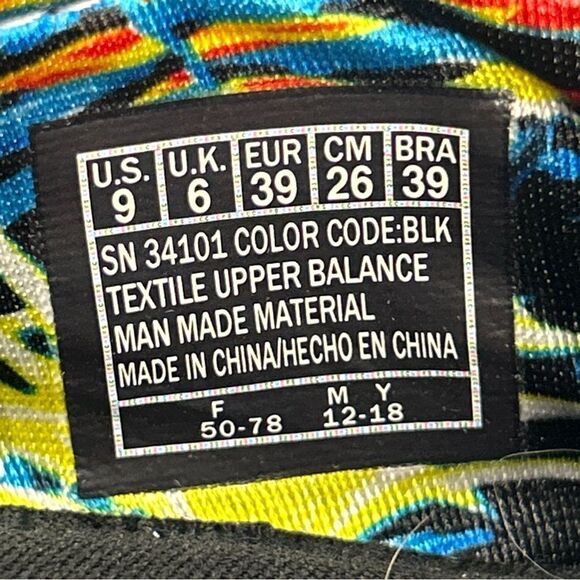 U.S. U.K. EUR CM BRA
9 6 39 26 39
SN 34101 COLOR CODE:BLK
TEXTILE UPPER BALANCE
MAN MADE MATERIAL
MADE IN CHINA/HECHO EN CHINA
F M Y
50-78 12-18